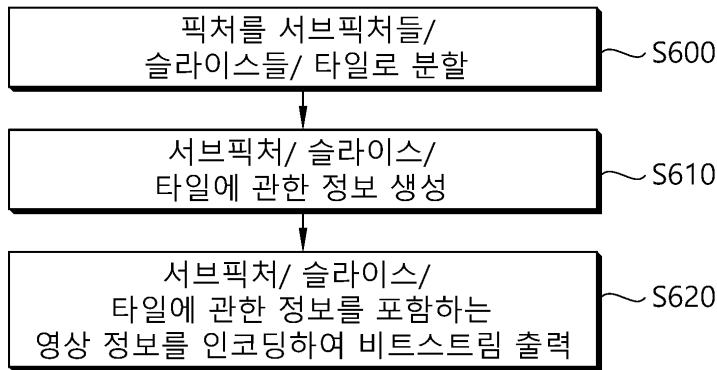 픽처를 서브픽처들/
슬라이스들/ 타일로 분할
S600
서브픽처/ 슬라이스/
타일에 관한 정보 생성
S610
서브픽처/ 슬라이스/
타일에 관한 정보를 포함하는
영상 정보를 인코딩하여 비트스트림 출력
S620